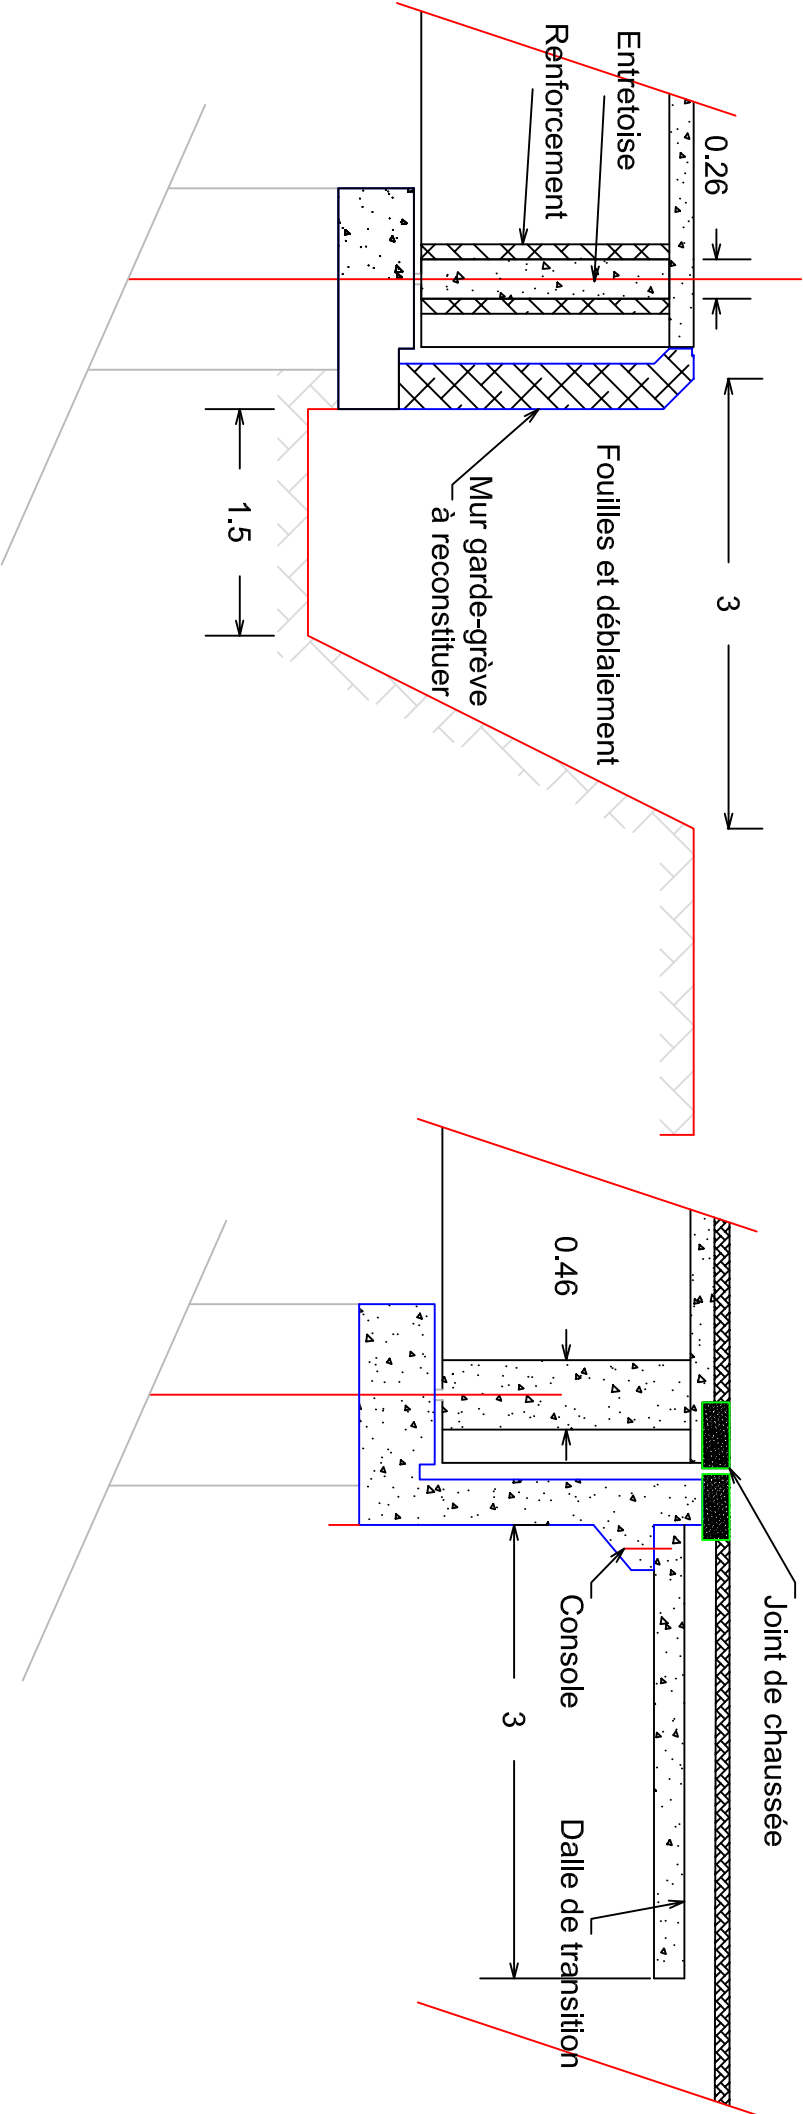 0.26
Entretoise
Renforcement
3
Fouilles et déblaiement
Mur garde-grève
à reconstituer
1.5
Joint de chaussée
0.46
Console
Dalle de transition
3